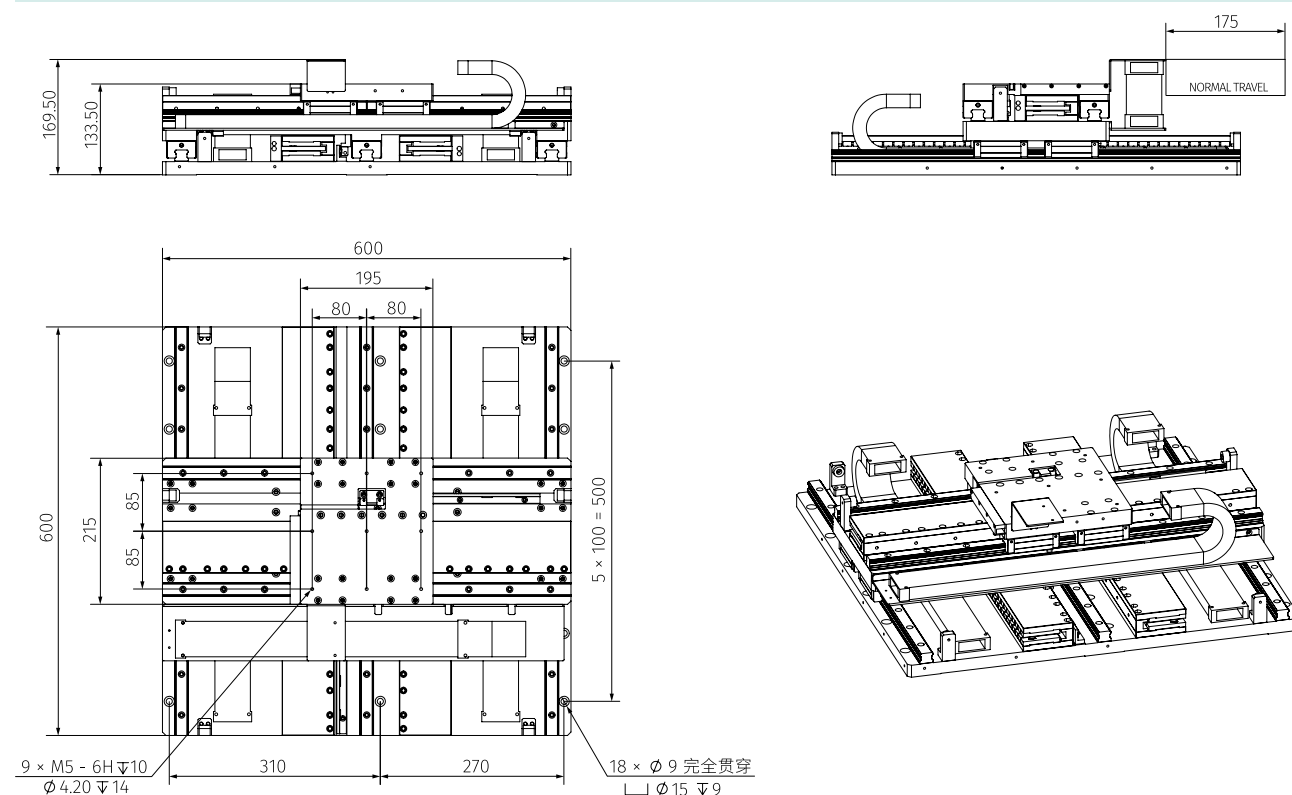 175
NORMAL TRAVEL
169.50
133.50
600
195
80
80
600
215
85
85
5 × 100 = 500
310
270
9 × M5 - 6H ↧10
⌀ 4.20 ↧14
18 × ⌀ 9 完全贯穿
⌴ ⌀ 15 ↧9